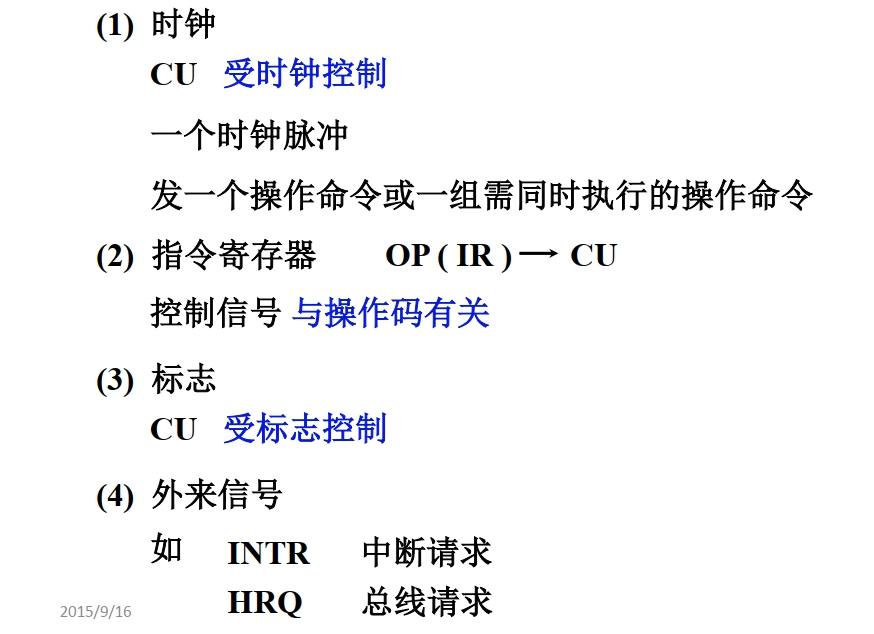 (1) 时钟
CU 受时钟控制
一个时钟脉冲
发一个操作命令或一组需同时执行的操作命令
(2) 指令寄存器 OP ( IR ) → CU
控制信号 与操作码有关
(3) 标志
CU 受标志控制
(4) 外来信号
如 INTR 中断请求
HRQ 总线请求
2015/9/16